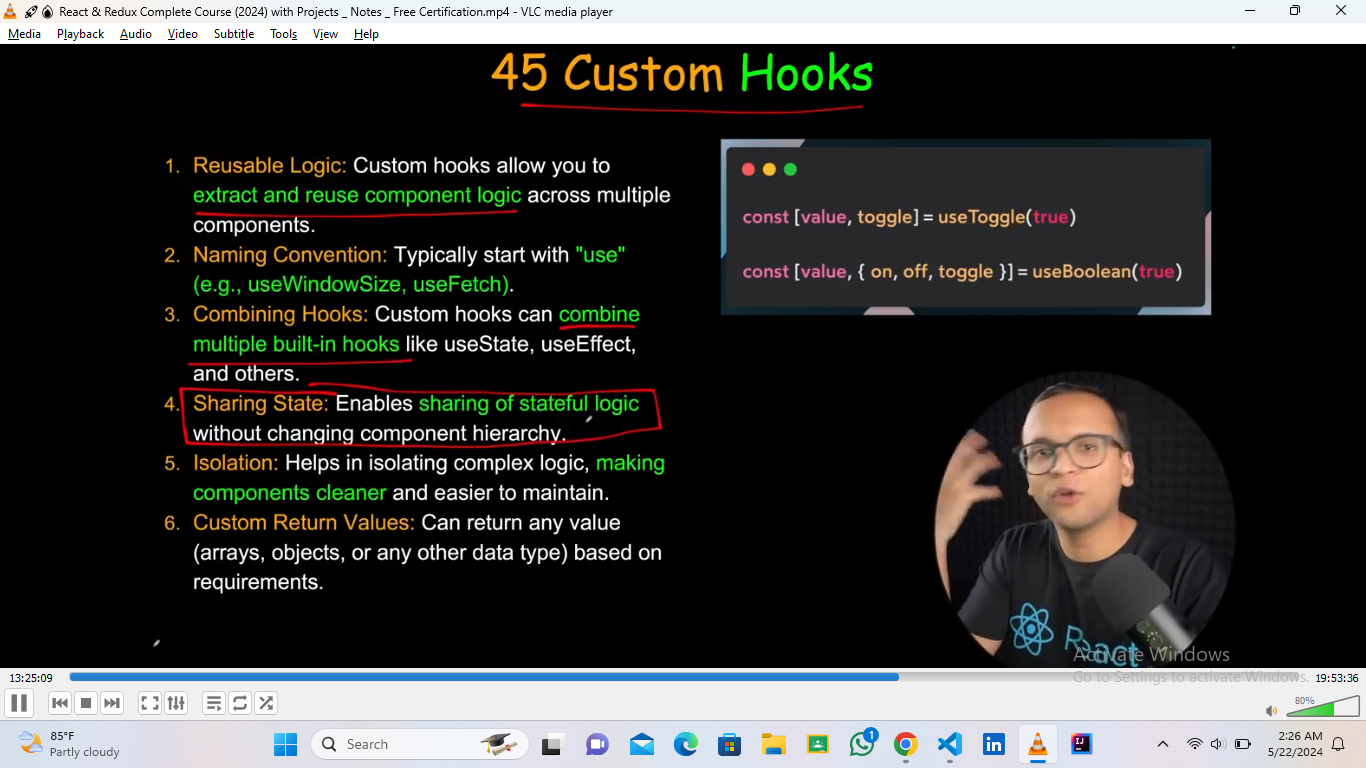 React & Redux Complete Course (2024) with Projects _ Notes _ Free Certification.mp4 - VLC media player
Media Playback Audio Video Subtitle Tools View Help
45 Custom Hooks
1. Reusable Logic: Custom hooks allow you to
extract and reuse component logic across multiple
components.
2. Naming Convention: Typically start with "use"
(e.g., useWindowSize, useFetch).
3. Combining Hooks: Custom hooks can combine
multiple built-in hooks like useState, useEffect,
and others.
4. Sharing State: Enables sharing of stateful logic
without changing component hierarchy.
5. Isolation: Helps in isolating complex logic, making
components cleaner and easier to maintain.
6. Custom Return Values: Can return any value
(arrays, objects, or any other data type) based on
requirements.
const [value, toggle] = useToggle(true)
const [value, { on, off, toggle }] = useBoolean(true)
React
Activate Windows
Go to Settings to activate Windows.
13:25:09
19:53:36
80%
85°F
Partly cloudy
Search
1
in
IJ
2:26 AM
5/22/2024